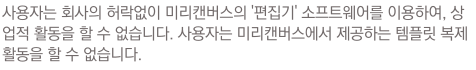 사용자는 회사의 허락없이 미리캔버스의 '편집기' 소프트웨어를 이용하여, 상
업적 활동을 할 수 없습니다. 사용자는 미리캔버스에서 제공하는 템플릿 복제
활동을 할 수 없습니다.